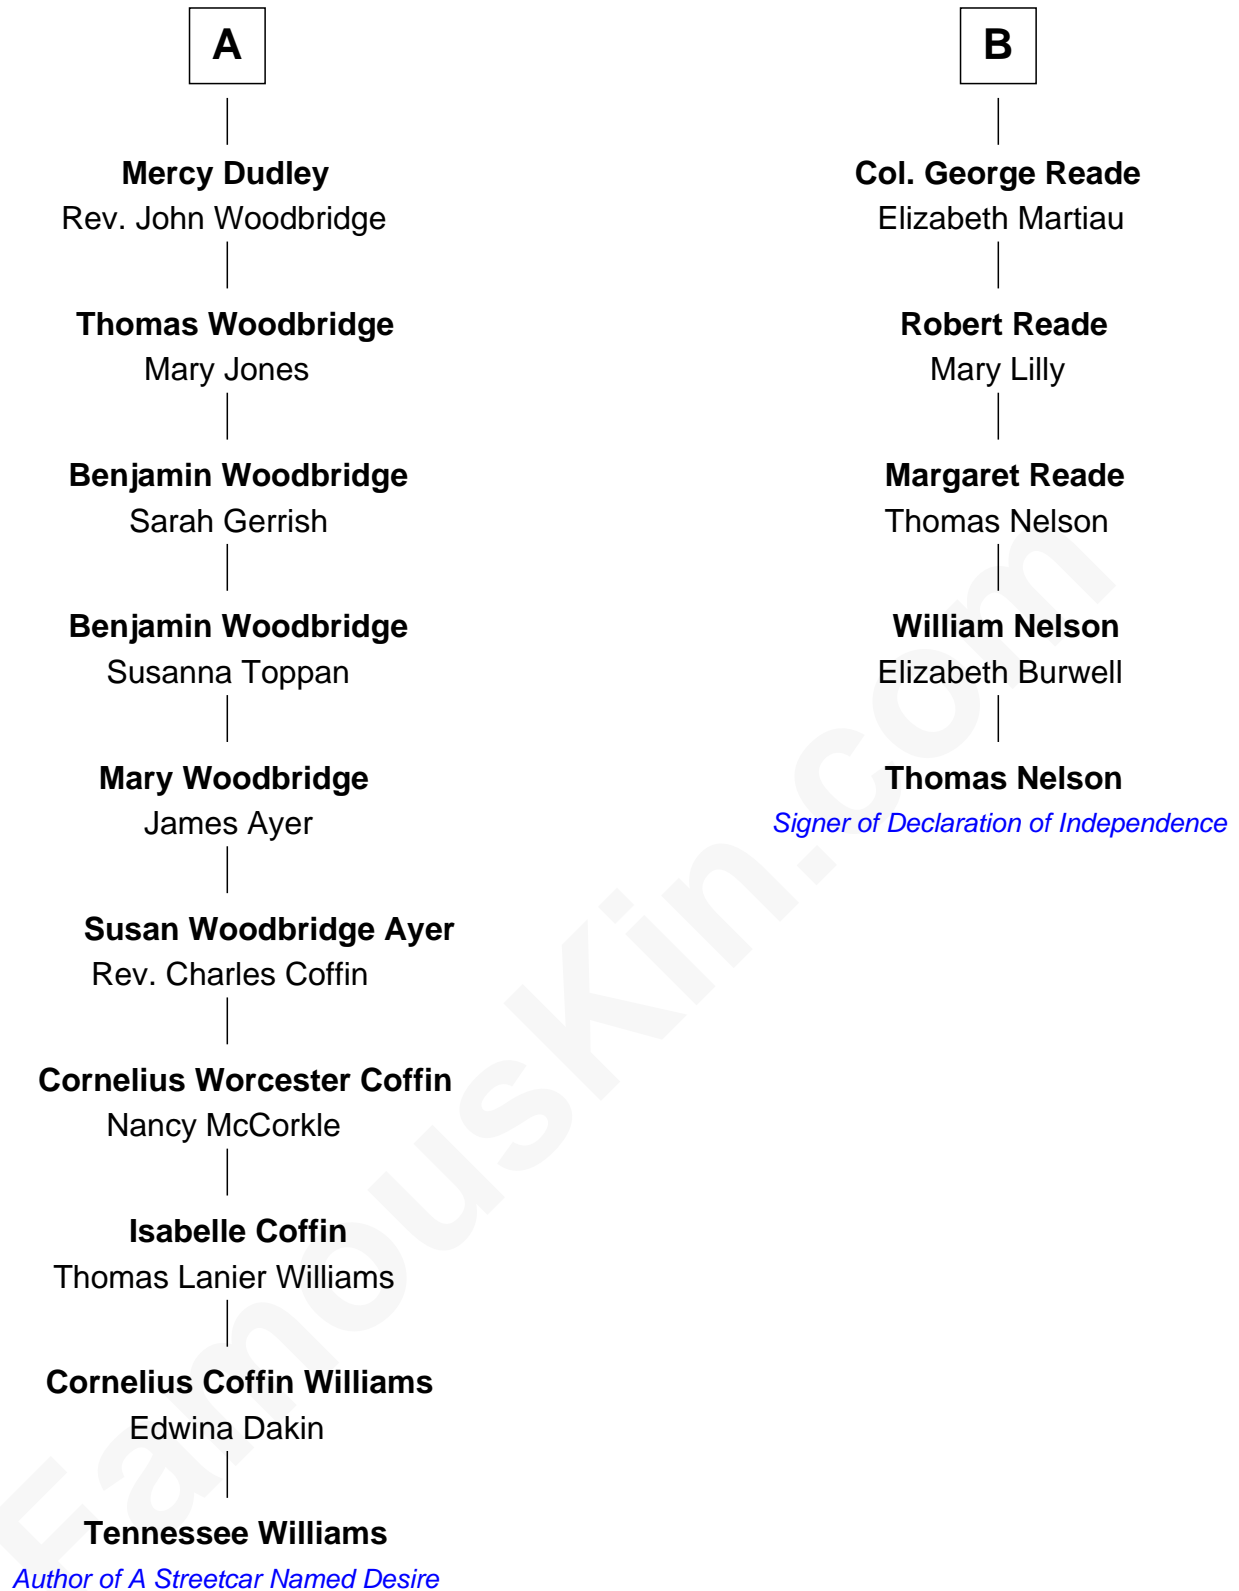 A
Mercy Dudley
Rev. John Woodbridge
Thomas Woodbridge
Mary Jones
Benjamin Woodbridge
Sarah Gerrish
Benjamin Woodbridge
Susanna Toppan
Mary Woodbridge
James Ayer
Susan Woodbridge Ayer
Rev. Charles Coffin
Cornelius Worcester Coffin
Nancy McCorkle
Isabelle Coffin
Thomas Lanier Williams
Cornelius Coffin Williams
Edwina Dakin
Tennessee Williams
Author of A Streetcar Named Desire
B
Col. George Reade
Elizabeth Martiau
Robert Reade
Mary Lilly
Margaret Reade
Thomas Nelson
William Nelson
Elizabeth Burwell
Thomas Nelson
Signer of Declaration of Independence
FamousKin.com